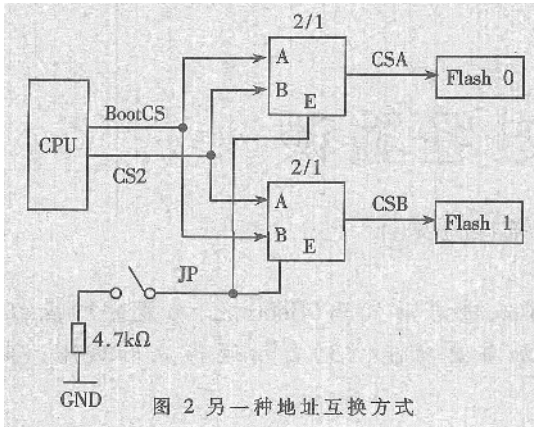 2/1
A
B
E
CSA
Flash 0
CPU
BootCS
CS2
2/1
A
B
E
CSB
Flash 1
JP
4.7kΩ
GND
图 2 另一种地址互换方式